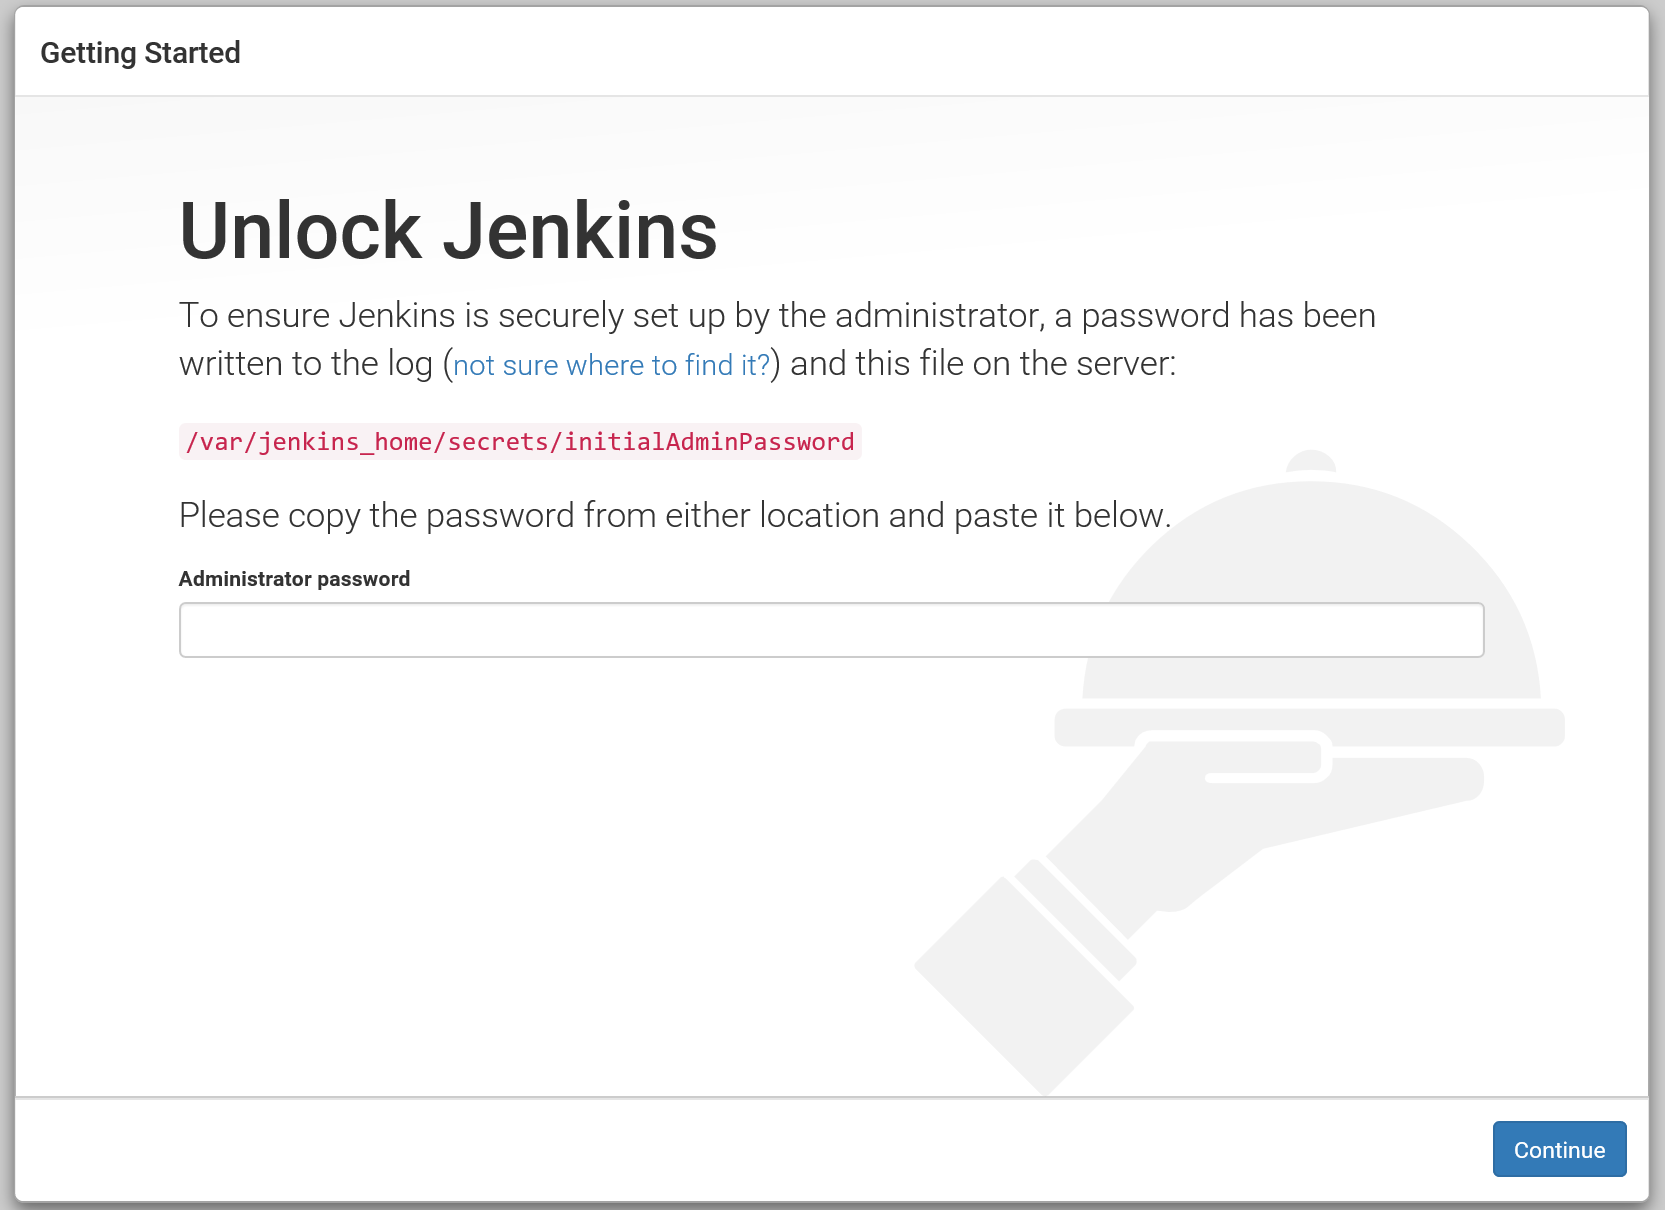 Getting Started
Unlock Jenkins
To ensure Jenkins is securely set up by the administrator, a password has been
written to the log (not sure where to find it?) and this file on the server:
/var/jenkins_home/secrets/initialAdminPassword
Please copy the password from either location and paste it below.
Administrator password
Continue